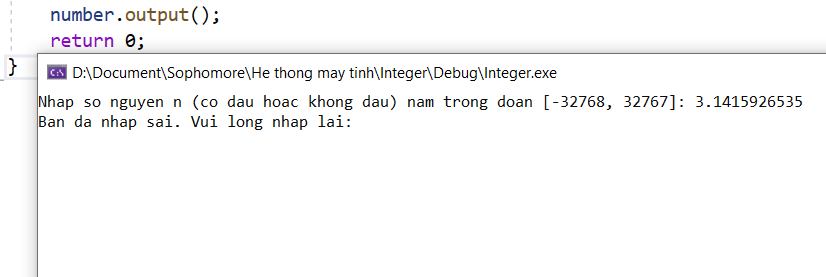 number.output();
return 0;
}
D:\Document\Sophomore\He thong may tinh\Integer\Debug\Integer.exe
Nhap so nguyen n (co dau hoac khong dau) nam trong doan [-32768, 32767]: 3.1415926535
Ban da nhap sai. Vui long nhap lai: